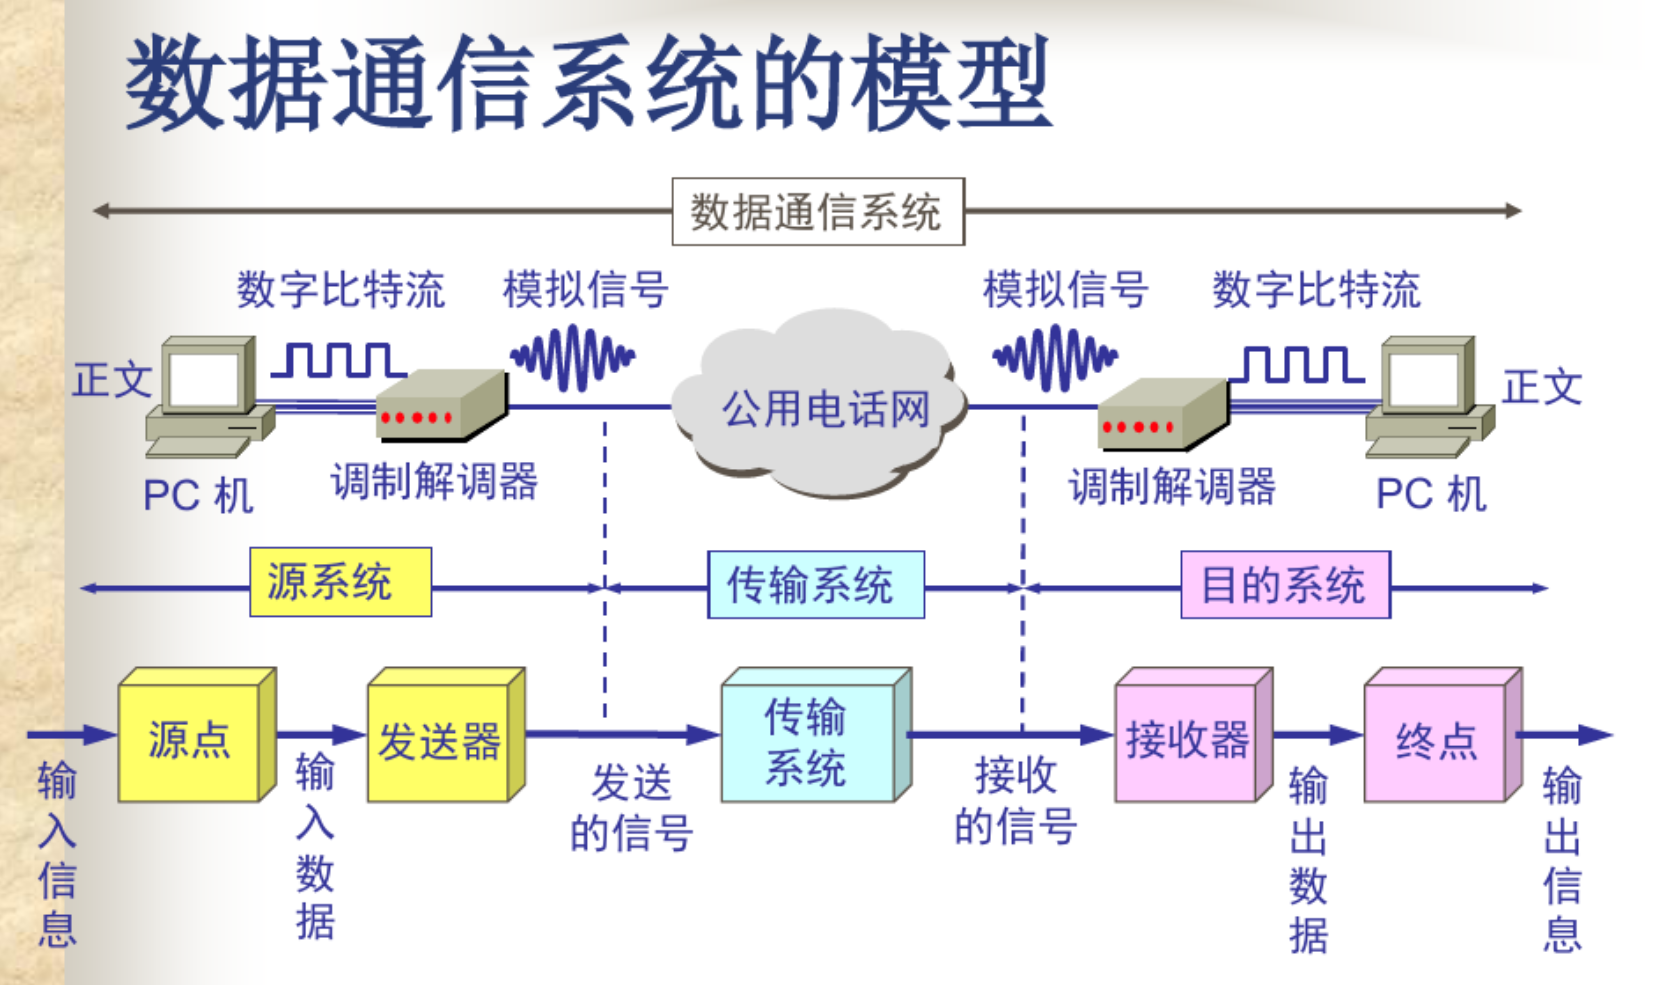 数据通信系统的模型
数据通信系统
数字比特流
模拟信号
模拟信号
数字比特流
正文
公用电话网
正文
PC 机
调制解调器
调制解调器
PC 机
源系统
传输系统
目的系统
源点
发送器
传输
系统
接收器
终点
输入信息
输入数据
发送
的信号
接收
的信号
输出数据
输出信息